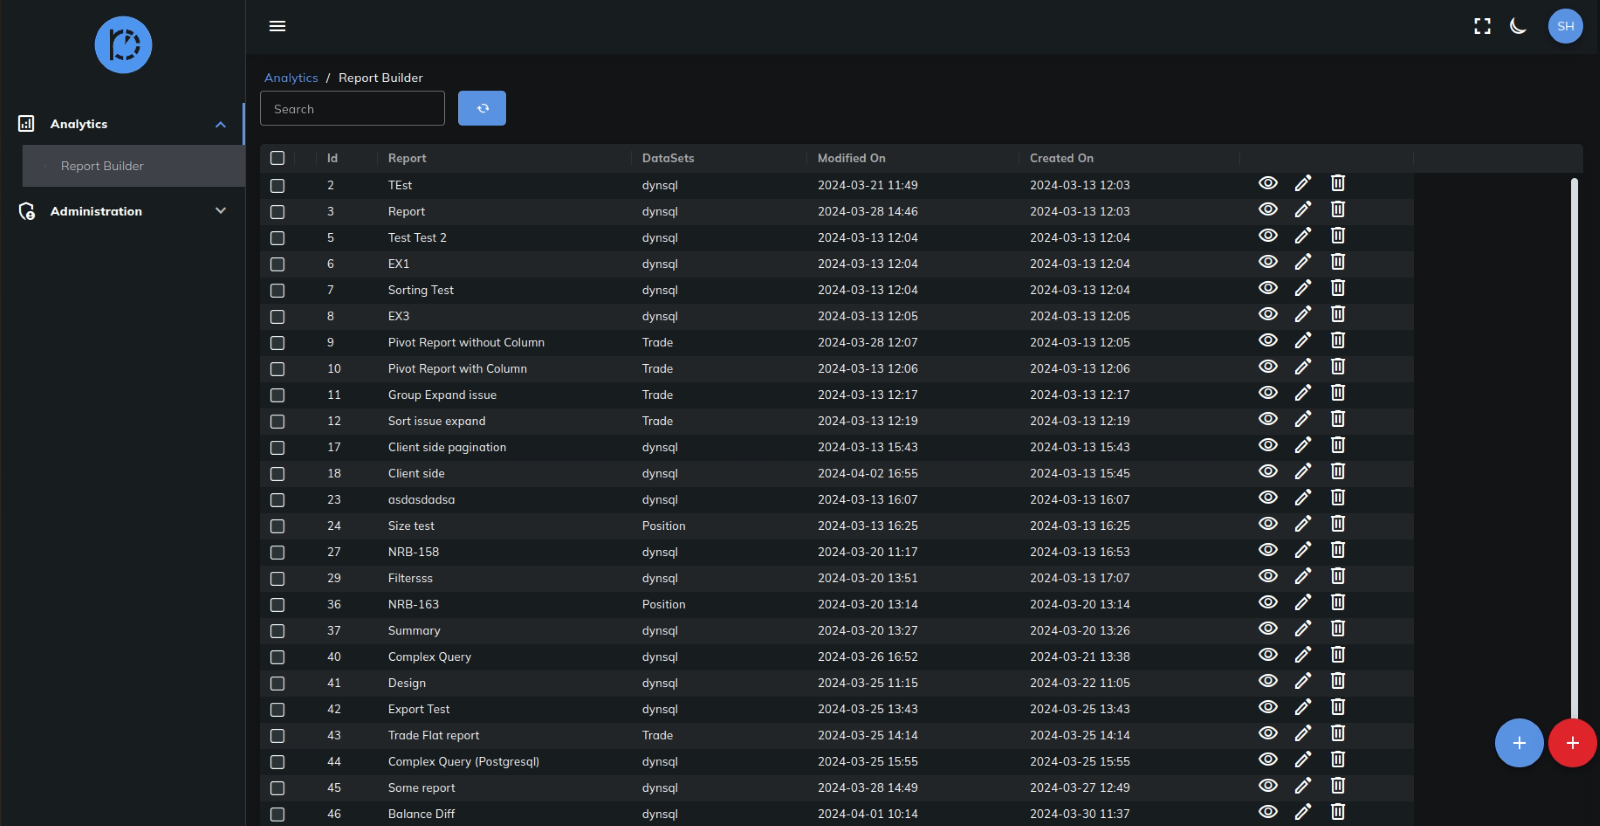 SH
Analytics / Report Builder
Search
Analytics
Report Builder
Administration
Id Report DataSets Modified On Created On
2 TEst dynsql 2024-03-21 11:49 2024-03-13 12:03
3 Report dynsql 2024-03-28 14:46 2024-03-13 12:03
5 Test Test 2 dynsql 2024-03-13 12:04 2024-03-13 12:04
6 EX1 dynsql 2024-03-13 12:04 2024-03-13 12:04
7 Sorting Test dynsql 2024-03-13 12:04 2024-03-13 12:04
8 EX3 dynsql 2024-03-13 12:05 2024-03-13 12:05
9 Pivot Report without Column Trade 2024-03-28 12:07 2024-03-13 12:05
10 Pivot Report with Column Trade 2024-03-13 12:06 2024-03-13 12:06
11 Group Expand issue Trade 2024-03-13 12:17 2024-03-13 12:17
12 Sort issue expand Trade 2024-03-13 12:19 2024-03-13 12:19
17 Client side pagination dynsql 2024-03-13 15:43 2024-03-13 15:43
18 Client side dynsql 2024-04-02 16:55 2024-03-13 15:45
23 asdasdadsa dynsql 2024-03-13 16:07 2024-03-13 16:07
24 Size test Position 2024-03-13 16:25 2024-03-13 16:25
27 NRB-158 dynsql 2024-03-20 11:17 2024-03-13 16:53
29 Filtersss dynsql 2024-03-20 13:51 2024-03-13 17:07
36 NRB-163 Position 2024-03-20 13:14 2024-03-20 13:14
37 Summary dynsql 2024-03-20 13:27 2024-03-20 13:26
40 Complex Query dynsql 2024-03-26 16:52 2024-03-21 13:38
41 Design dynsql 2024-03-25 11:15 2024-03-22 11:05
42 Export Test dynsql 2024-03-25 13:43 2024-03-25 13:43
43 Trade Flat report Trade 2024-03-25 14:14 2024-03-25 14:14
44 Complex Query (Postgresql) dynsql 2024-03-25 15:55 2024-03-25 15:55
45 Some report dynsql 2024-03-28 14:49 2024-03-27 12:49
46 Balance Diff dynsql 2024-04-01 10:14 2024-03-30 11:37